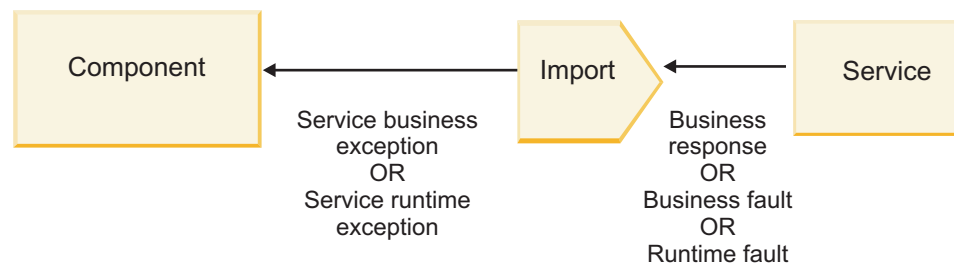 Component
Import
Service
Service business
exception
OR
Service runtime
exception
Business
response
OR
Business fault
OR
Runtime fault